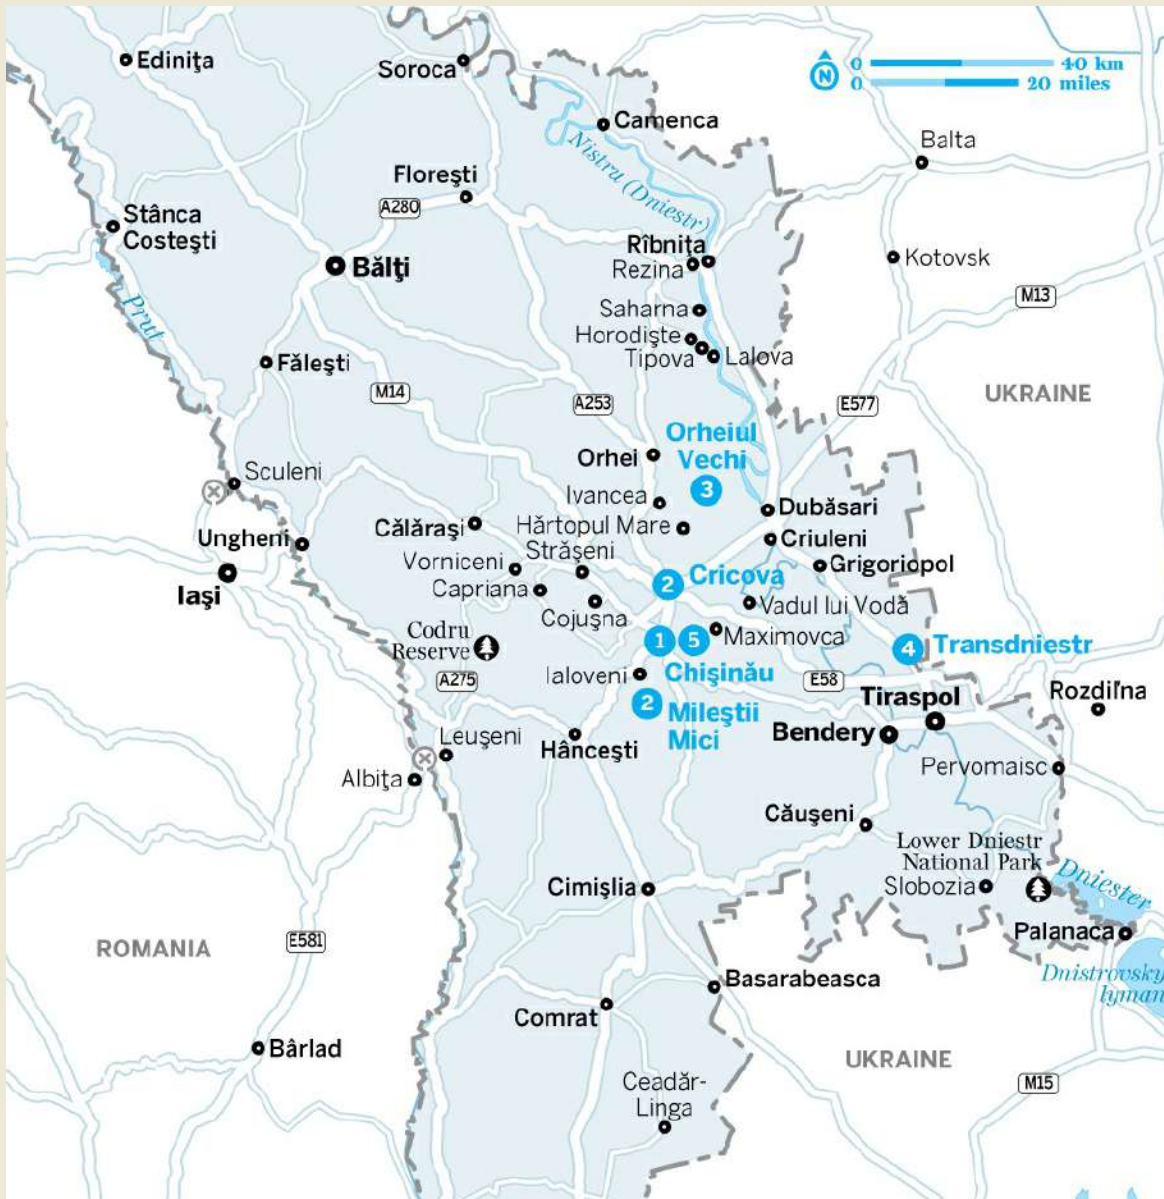 Edinița
Soroca
N
0
40 km
0
20 miles
Camenca
Balta
Nistru (Dniestr)
Florești
A280
Stânca
Costești
Rîbnița
Rezina
Kotovsk
Bălți
M13
Prut
Saharna
Horodiște
Tipova
Lalova
Fălești
M14
UKRAINE
A253
E577
Orheiul
Vechi
3
Orhei
Sculeni
Ivancea
Dubăsari
Călărași
Hărtopul Mare
Criuleni
Ungheni
Strășeni
Vorniceni
Grigoriopol
Capriana
2
Cricova
Iași
Cojușna
Vadul lui Vodă
Codru
Reserve
1
5
Maximovca
4
Transdniestr
Ialoveni
Chișinău
A275
E58
Rozdil'na
2
Mileștii
Mici
Tiraspol
Bendery
Leușeni
Hâncești
Albița
Pervomaisc
Căușeni
Lower Dniestr
National Park
Dniester
Cimișlia
Slobozia
Palanaca
ROMANIA
E581
Basarabeasca
Dnistrovsky
lyman
Comrat
Bârlad
UKRAINE
M15
Ceadăr-
Linga